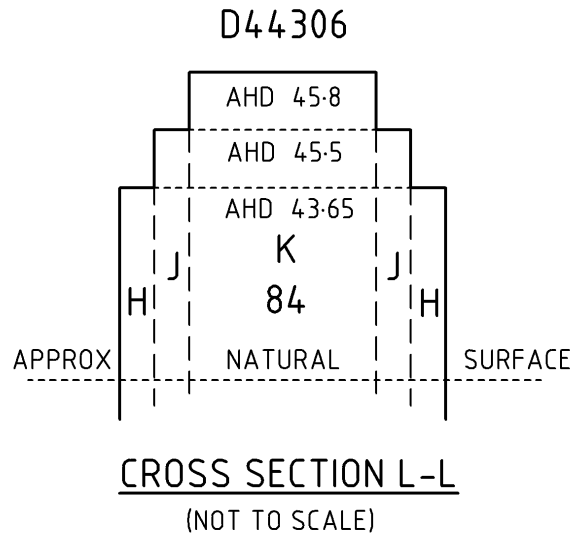 D44306
AHD 45·8
AHD 45·5
AHD 43·65
K
J J
84
H H
APPROX NATURAL SURFACE
CROSS SECTION L-L
(NOT TO SCALE)